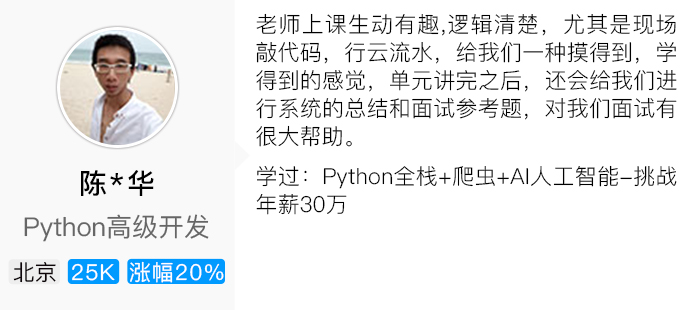 陈*华
Python高级开发
北京 25K 涨幅20%
老师上课生动有趣,逻辑清楚，尤其是现场
敲代码，行云流水，给我们一种摸得到，学
得到的感觉，单元讲完之后，还会给我们进
行系统的总结和面试参考题，对我们面试有
很大帮助。
学过：Python全栈+爬虫+AI人工智能-挑战
年薪30万